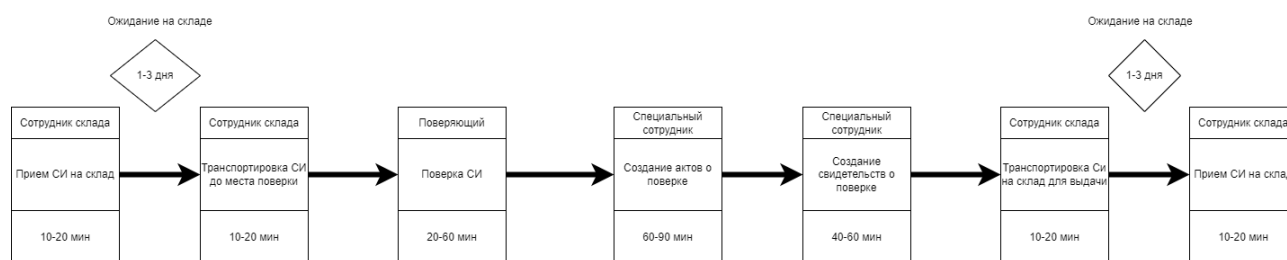 Ожидание на складе
Ожидание на складе
1-3 дня
1-3 дня
Сотрудник склада
Сотрудник склада
Поверяющий
Специальный
сотрудник
Специальный
сотрудник
Сотрудник склада
Сотрудник склада
Прием СИ на склад
Транспортировка СИ
до места поверки
Поверка СИ
Создание актов о
поверке
Создание
свидетельств о
поверке
Транспортировка Си
на склад для выдачи
Прием СИ на склад
10-20 мин
10-20 мин
20-60 мин
60-90 мин
40-60 мин
10-20 мин
10-20 мин